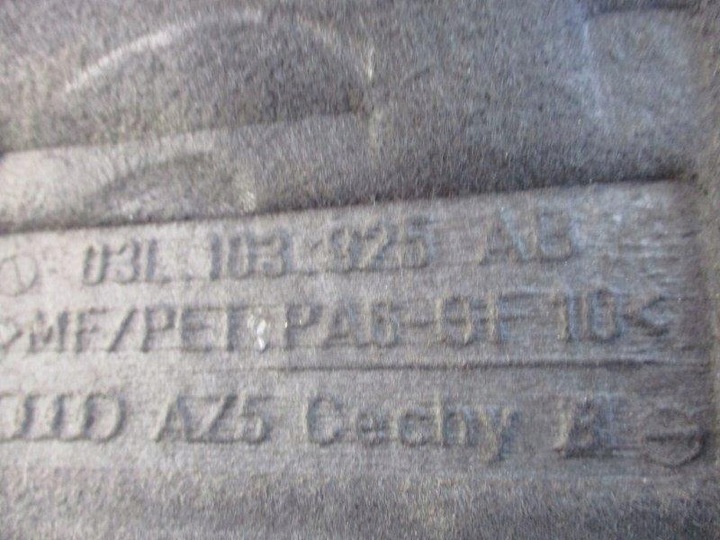 03L.103.925 AB
>MF/PET.PA6-GF10<
AZ5 Cechy